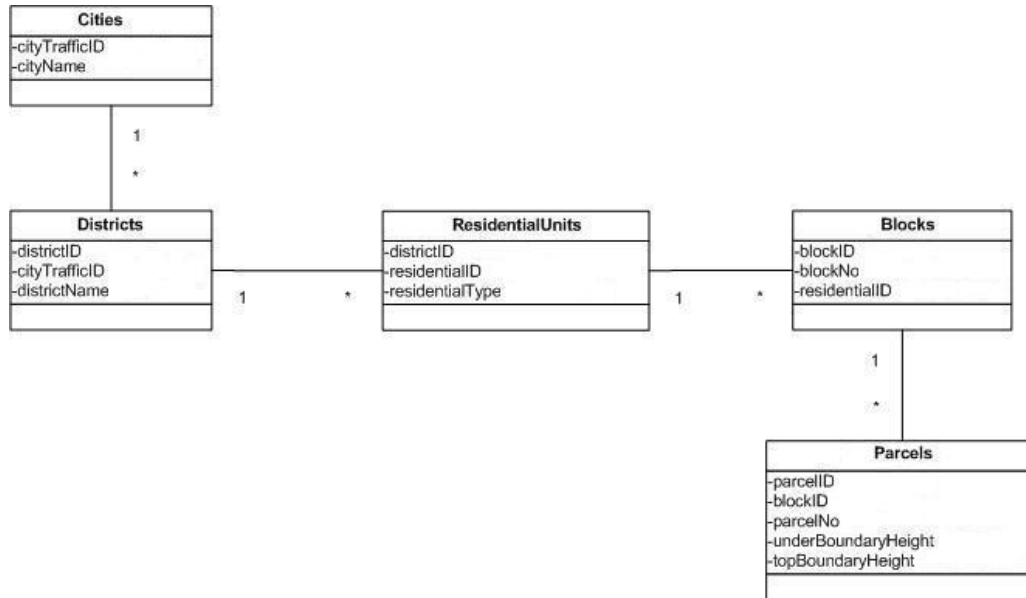 Cities
-cityTrafficID
-cityName
1
*
Districts
-districtID
-cityTrafficID
-districtName
1
*
ResidentialUnits
-districtID
-residentialID
-residentialType
1
*
Blocks
-blockID
-blockNo
-residentialID
1
*
Parcels
-parcelID
-blockID
-parcelNo
-underBoundaryHeight
-topBoundaryHeight